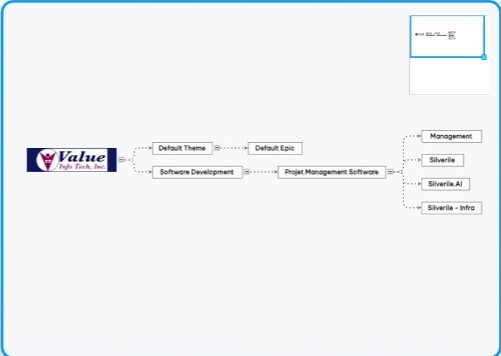 Value
Info Tech, Inc.
Default Theme
Default Epic
Software Development
Projet Management Software
Management
Silverile
Silverile.AI
Silverile - Infra